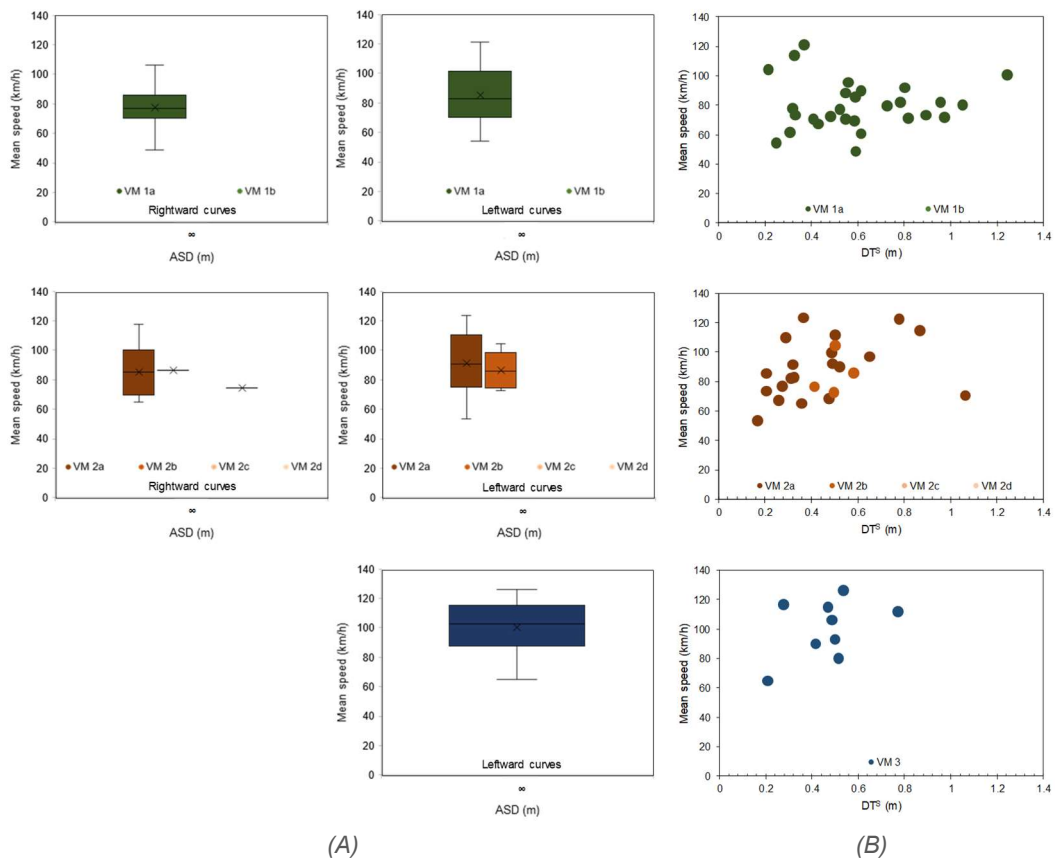 140
120
100
80
60
40
20
0
Mean speed (km/h)
VM 1a VM 1b
Rightward curves
∞
ASD (m)
140
120
100
80
60
40
20
0
Mean speed (km/h)
VM 1a VM 1b
Leftward curves
∞
ASD (m)
140
120
100
80
60
40
20
0
Mean speed (km/h)
VM 1a VM 1b
0 0.2 0.4 0.6 0.8 1 1.2 1.4
DTˢ (m)
140
120
100
80
60
40
20
0
Mean speed (km/h)
VM 2a VM 2b VM 2c VM 2d
Rightward curves
∞
ASD (m)
140
120
100
80
60
40
20
0
Mean speed (km/h)
VM 2a VM 2b VM 2c VM 2d
Leftward curves
∞
ASD (m)
140
120
100
80
60
40
20
0
Mean speed (km/h)
VM 2a VM 2b VM 2c VM 2d
0 0.2 0.4 0.6 0.8 1 1.2 1.4
DTˢ (m)
140
120
100
80
60
40
20
0
Mean speed (km/h)
Leftward curves
∞
ASD (m)
140
120
100
80
60
40
20
0
Mean speed (km/h)
VM 3
0 0.2 0.4 0.6 0.8 1 1.2 1.4
DTˢ (m)
(A) (B)